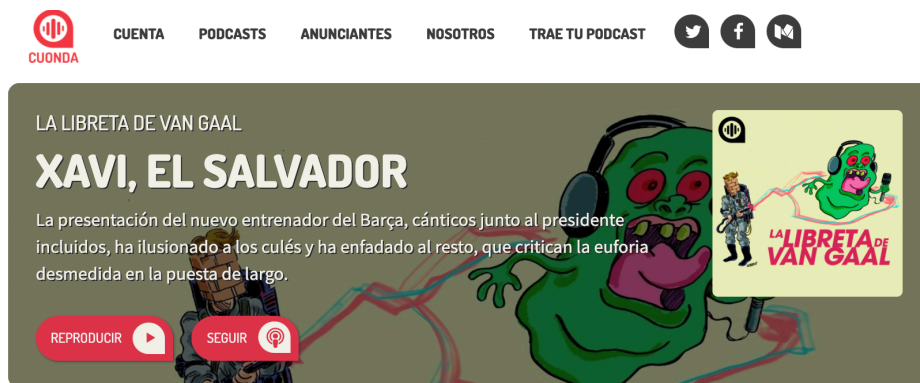 CUONDA
CUENTA PODCASTS ANUNCIANTES NOSOTROS TRAE TU PODCAST
LA LIBRETA DE VAN GAAL
XAVI, EL SALVADOR
La presentación del nuevo entrenador del Barça, cánticos junto al presidente
incluidos, ha ilusionado a los culés y ha enfadado al resto, que critican la euforia
desmedida en la puesta de largo.
REPRODUCIR
SEGUIR
LA LIBRETA DE
VAN GAAL